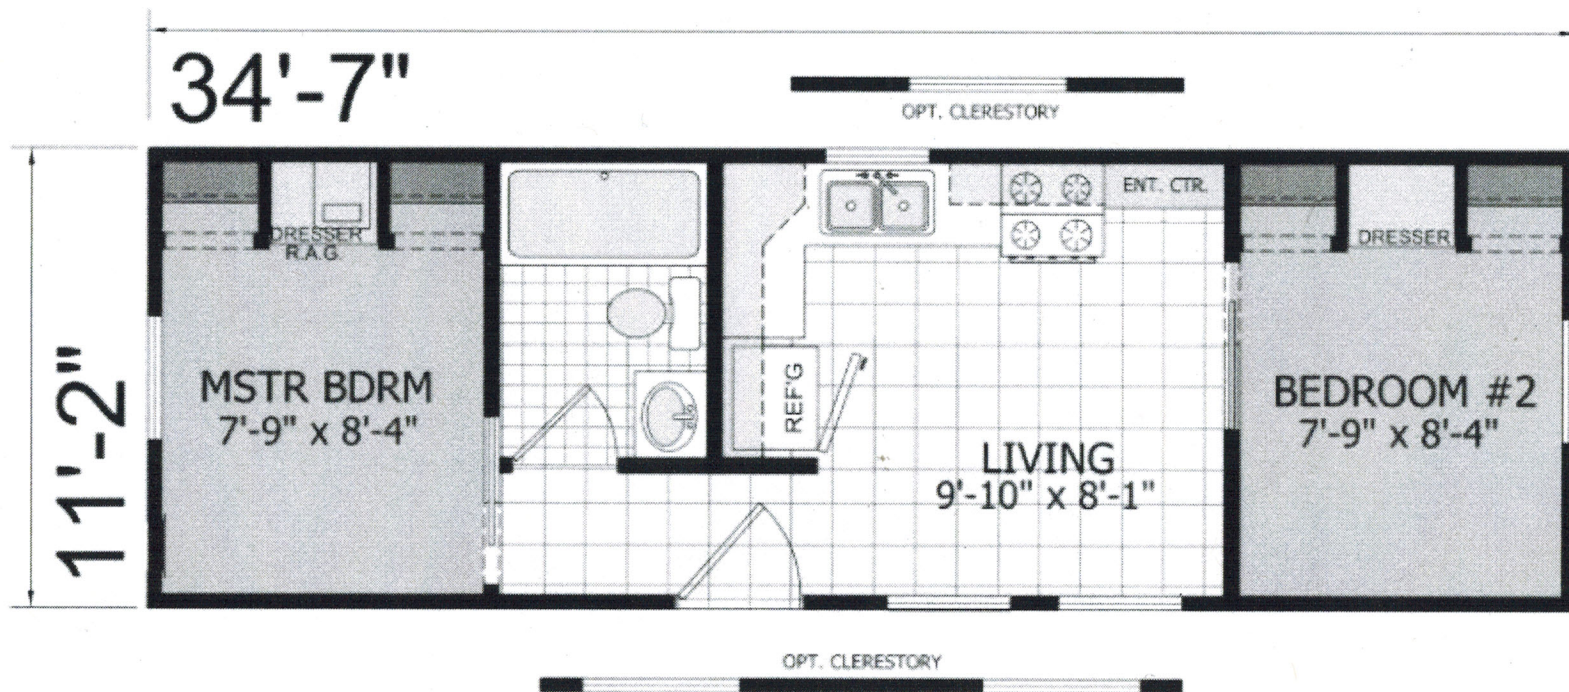 34'-7"
OPT. CLERESTORY
11'-2"
DRESSER
R.A.G.
ENT. CTR.
DRESSER
REF'G
MSTR BDRM
7'-9" x 8'-4"
LIVING
9'-10" x 8'-1"
BEDROOM #2
7'-9" x 8'-4"
OPT. CLERESTORY